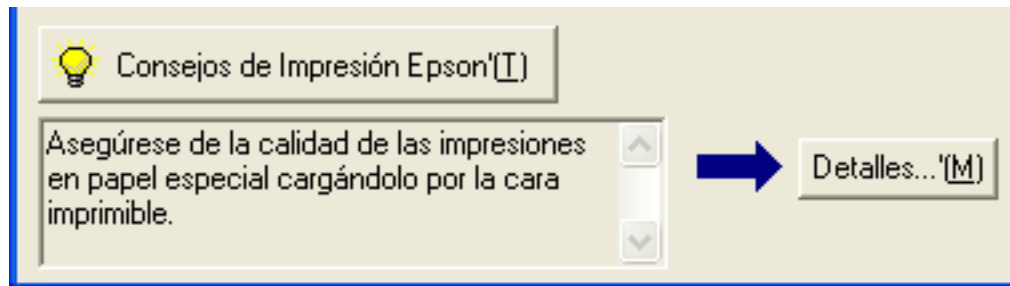 Consejos de Impresión Epson'(T)
Asegúrese de la calidad de las impresiones
en papel especial cargándolo por la cara
imprimible.
Detalles...'(M)